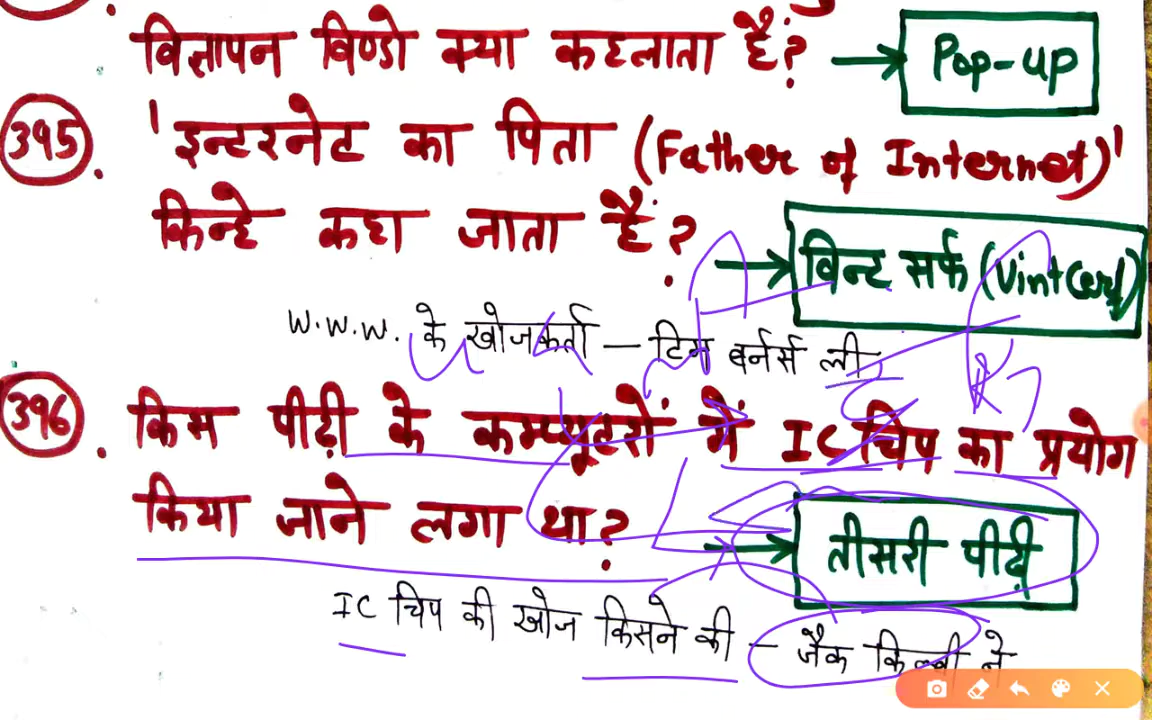 विज्ञापन विण्डो क्या कहलाता है? → Pop-up
395. 'इन्टरनेट का पिता (Father of Internet)'
किन्हे कहा जाता है? → विन्ट सर्फ (Vint Cerf)
W.W.W. के खोजकर्ता – टिम बर्नर्स ली
396. किस पीढ़ी के कम्प्यूटरों में IC चिप का प्रयोग
किया जाने लगा था? → तीसरी पीढ़ी
IC चिप की खोज किसने की – जैक किल्वी ने